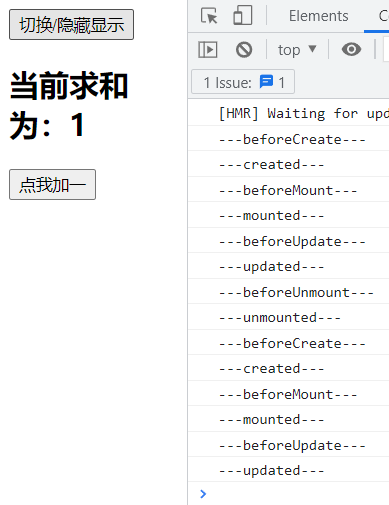 切换/隐藏显示
当前求和
为：1
点我加一
Elements
top
1 Issue: 1
[HMR] Waiting for
---beforeCreate---
---created---
---beforeMount---
---mounted---
---beforeUpdate---
---updated---
---beforeUnmount---
---unmounted---
---beforeCreate---
---created---
---beforeMount---
---mounted---
---beforeUpdate---
---updated---